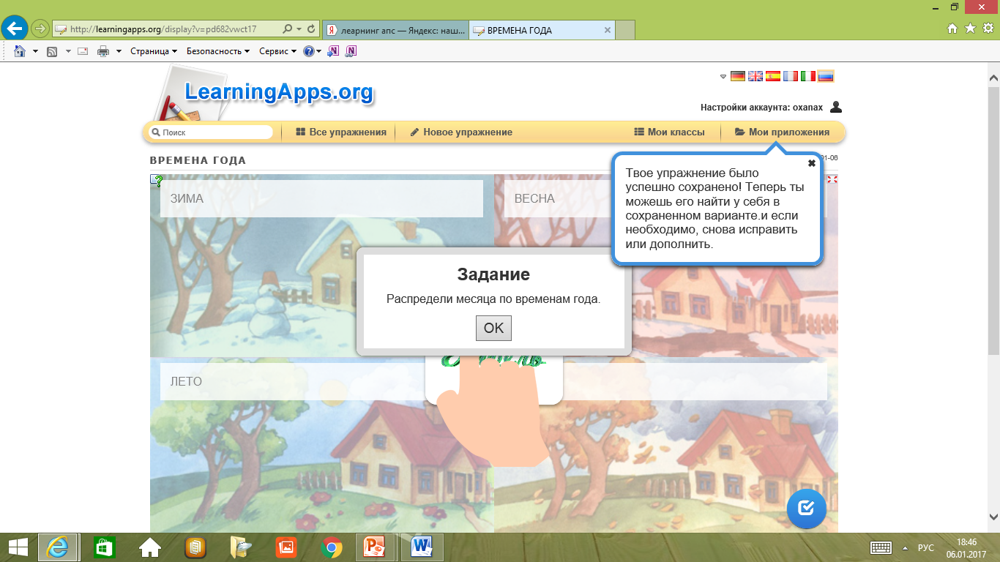 http://learningapps.org/display?v=pd682vwct17
леарнинг апс — Яндекс: наш...
ВРЕМЕНА ГОДА
Страница
Безопасность
Сервис
LearningApps.org
Настройки аккаунта: oxanax
Поиск
Все упражнения
Новое упражнение
Мои классы
Мои приложения
ВРЕМЕНА ГОДА
01-06
Твое упражнение было
успешно сохранено! Теперь ты
можешь его найти у себя в
сохраненном варианте.и если
необходимо, снова исправить
или дополнить.
ЗИМА
ВЕСНА
Задание
Распредели месяца по временам года.
OK
ЛЕТО
РУС
18:46
06.01.2017